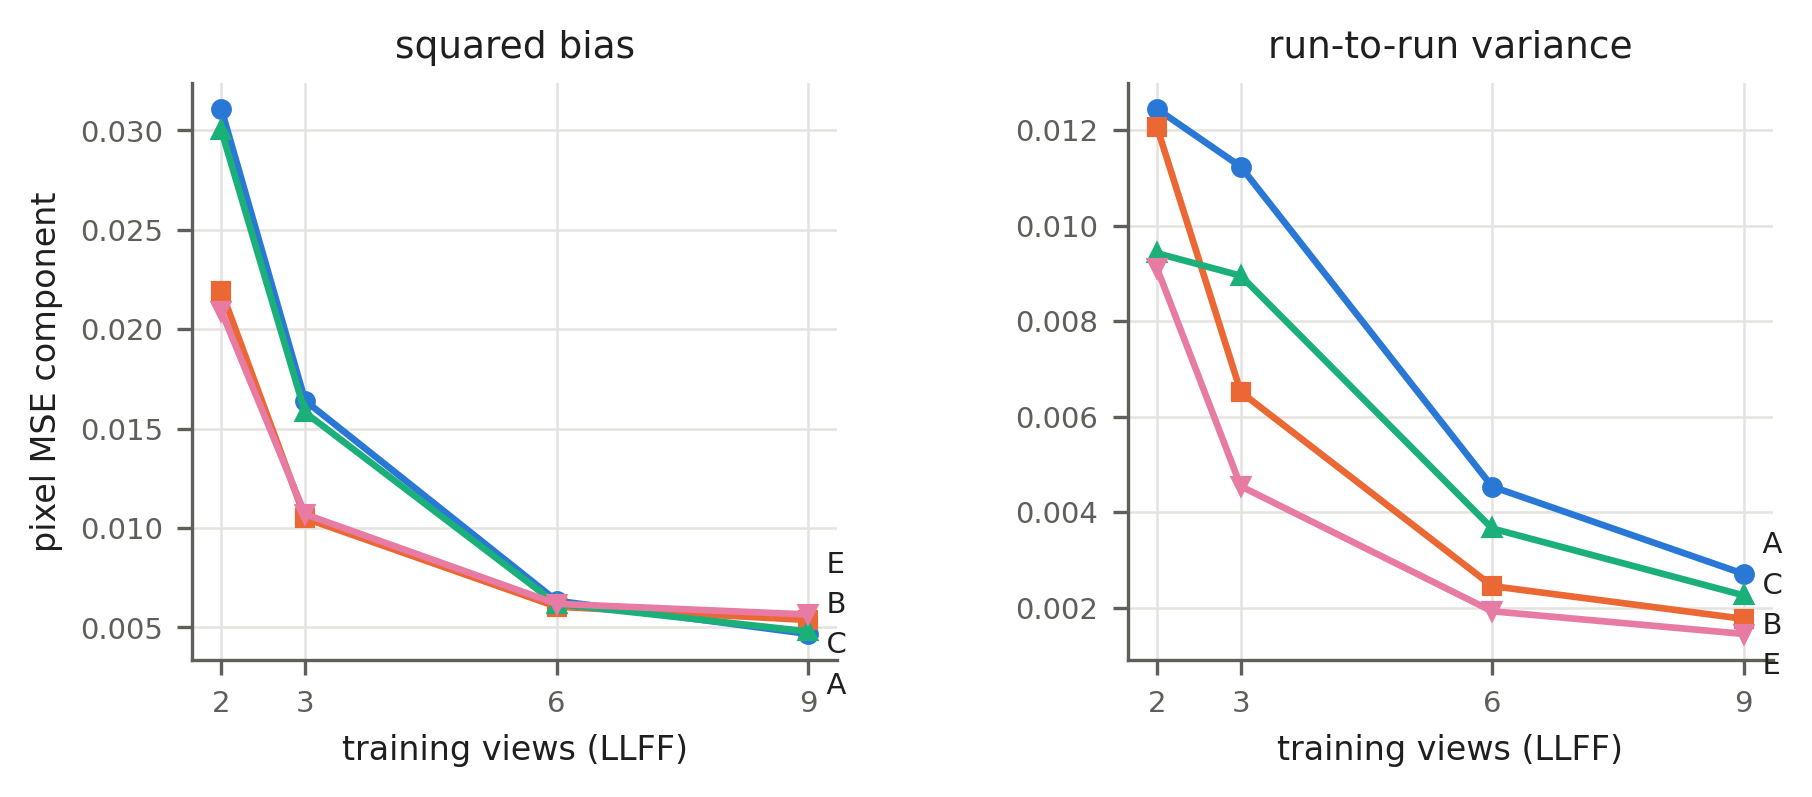 squared bias
pixel MSE component
0.030
0.025
0.020
0.015
0.010
0.005
E
B
C
A
2 3 6 9
training views (LLFF)
run-to-run variance
0.012
0.010
0.008
0.006
0.004
0.002
A
C
B
E
2 3 6 9
training views (LLFF)